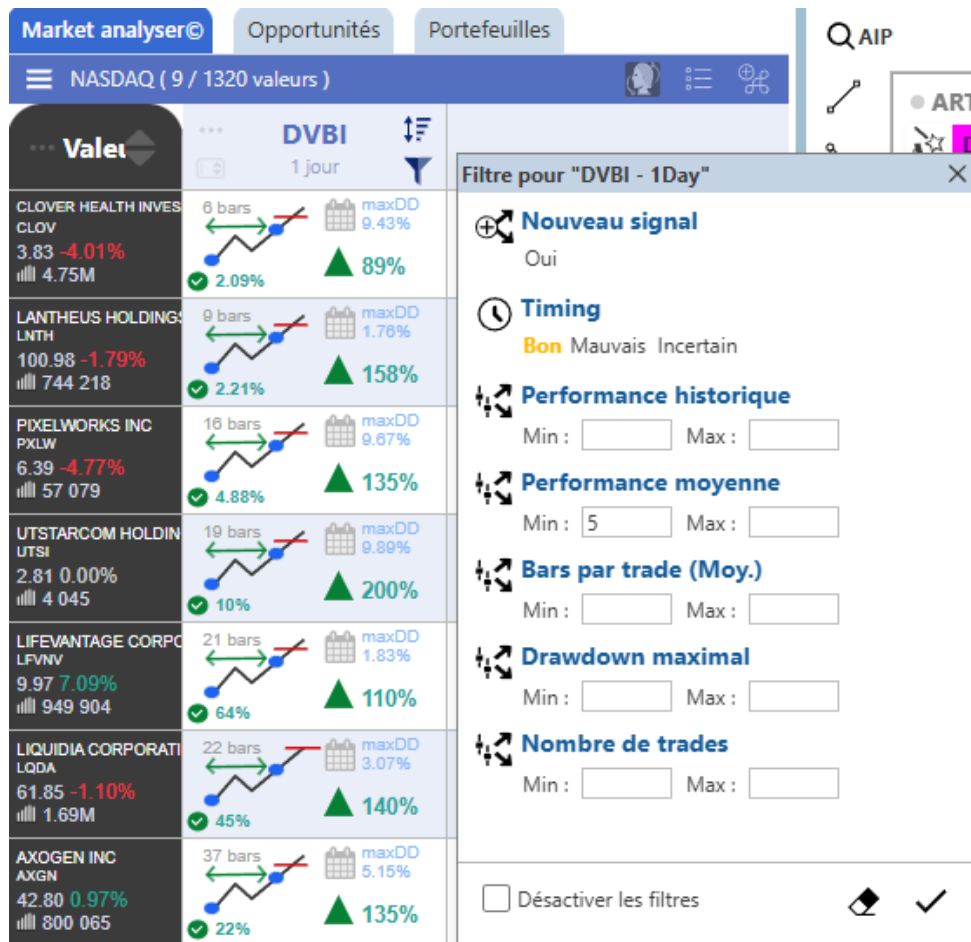 Market analyser© Opportunités Portefeuilles
AIP
NASDAQ ( 9 / 1320 valeurs )
ART
DVBI
1 jour
Filtre pour "DVBI - 1Day"
CLOVER HEALTH INVES
CLOV
3.83 -4.01%
4.75M
6 bars
2.09%
maxDD
9.43%
89%
LANTHEUS HOLDINGS
LNTH
100.98 -1.79%
744 218
9 bars
2.21%
maxDD
1.76%
158%
PIXELWORKS INC
PXLW
6.39 -4.77%
57 079
16 bars
4.88%
maxDD
9.67%
135%
UTSTARCOM HOLDIN
UTSI
2.81 0.00%
4 045
19 bars
10%
maxDD
9.89%
200%
LIFEVANTAGE CORPO
LFVNV
9.97 7.09%
949 904
21 bars
64%
maxDD
1.83%
110%
LIQUIDIA CORPORATI
LQDA
61.85 -1.10%
1.69M
22 bars
45%
maxDD
3.07%
140%
AXOGEN INC
AXGN
42.80 0.97%
800 065
37 bars
22%
maxDD
5.15%
135%
Nouveau signal
Oui
Timing
Bon Mauvais Incertain
Performance historique
Min : Max :
Performance moyenne
Min : 5 Max :
Bars par trade (Moy.)
Min : Max :
Drawdown maximal
Min : Max :
Nombre de trades
Min : Max :
Désactiver les filtres